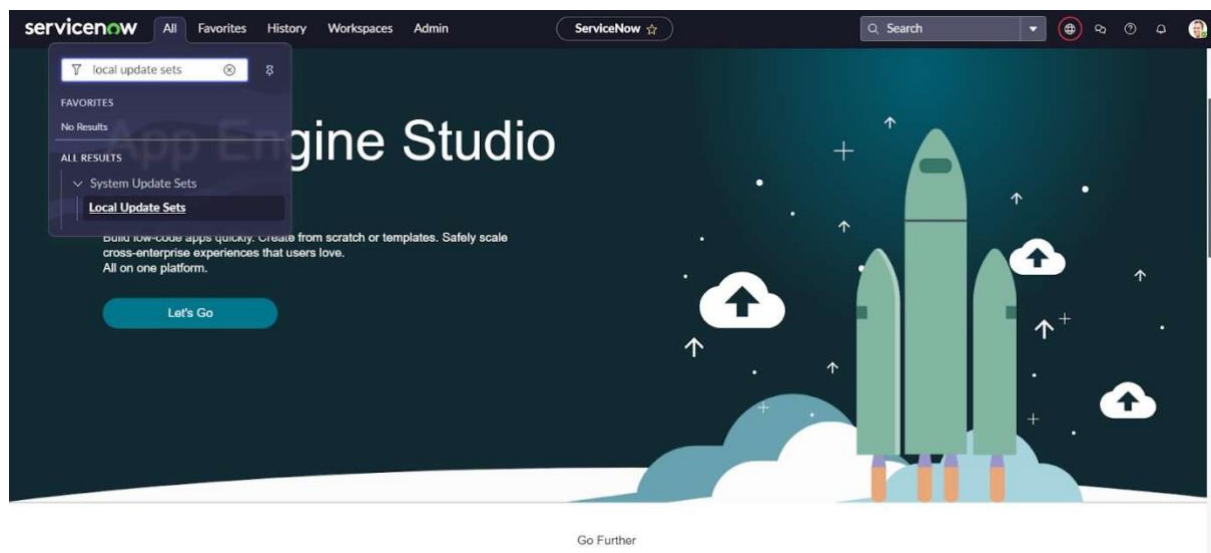 servicenow All Favorites History Workspaces Admin ServiceNow Search
local update sets
FAVORITES
No Results
App Engine Studio
ALL RESULTS
System Update Sets
Local Update Sets
Build low-code apps quickly. Create from scratch or templates. Safely scale
cross-enterprise experiences that users love.
All on one platform.
Let's Go
Go Further